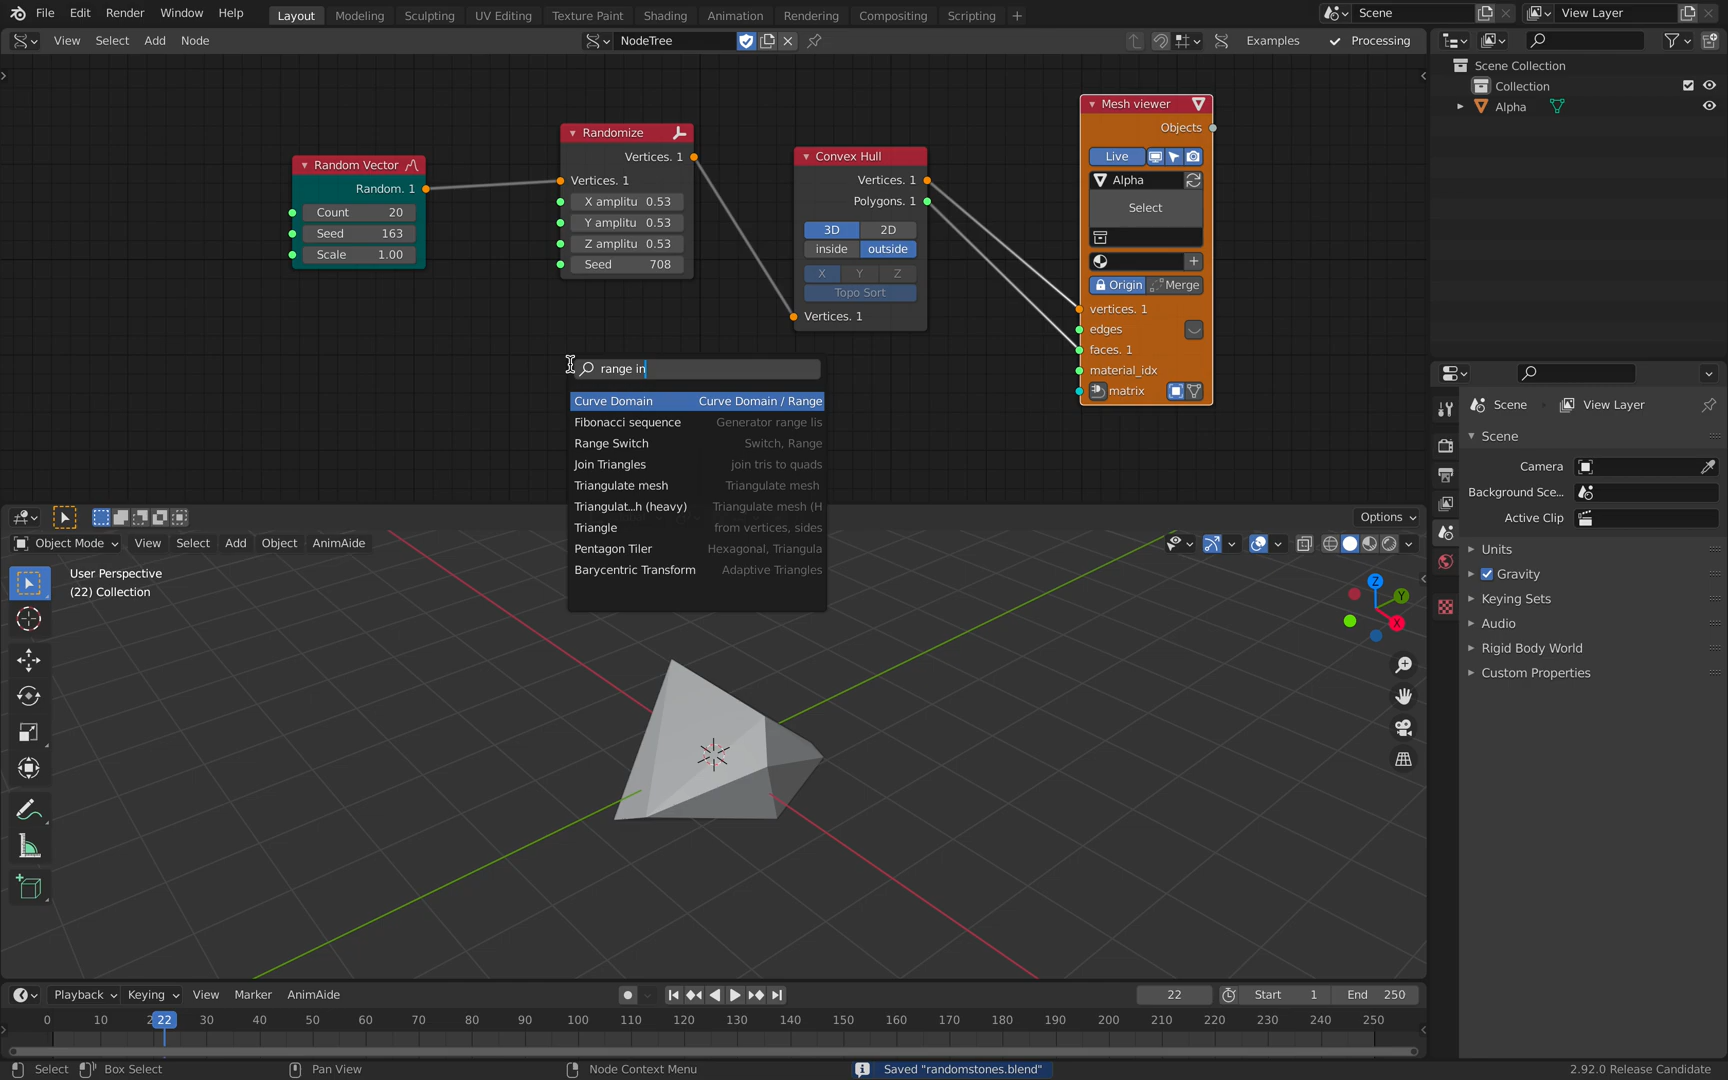 File Edit Render Window Help Layout Modeling Sculpting UV Editing Texture Paint Shading Animation Rendering Compositing Scripting + Scene View Layer
View Select Add Node NodeTree Examples Processing
Scene Collection
Collection
Alpha
Random Vector
Random. 1
Count 20
Seed 163
Scale 1.00
Randomize
Vertices. 1
Vertices. 1
X amplitu 0.53
Y amplitu 0.53
Z amplitu 0.53
Seed 708
Convex Hull
Vertices. 1
Polygons. 1
3D 2D
inside outside
X Y Z
Topo Sort
Vertices. 1
Mesh viewer
Objects
Live
Alpha
Select
Origin Merge
vertices. 1
edges
faces. 1
material_idx
matrix
range in
Curve Domain Curve Domain / Range
Fibonacci sequence Generator range lis
Range Switch Switch, Range
Join Triangles join tris to quads
Triangulate mesh Triangulate mesh
Triangulat...h (heavy) Triangulate mesh (H
Triangle from vertices, sides
Pentagon Tiler Hexagonal, Triangula
Barycentric Transform Adaptive Triangles
Scene View Layer
Scene
Camera
Background Sce...
Active Clip
Units
Gravity
Keying Sets
Audio
Rigid Body World
Custom Properties
Options
Object Mode View Select Add Object AnimAide
User Perspective
(22) Collection
Z
Y
X
Playback Keying View Marker AnimAide 22 Start 1 End 250
0 10 2 22 30 40 50 60 70 80 90 100 110 120 130 140 150 160 170 180 190 200 210 220 230 240 250
Select Box Select Pan View Node Context Menu Saved "randomstones.blend" 2.92.0 Release Candidate